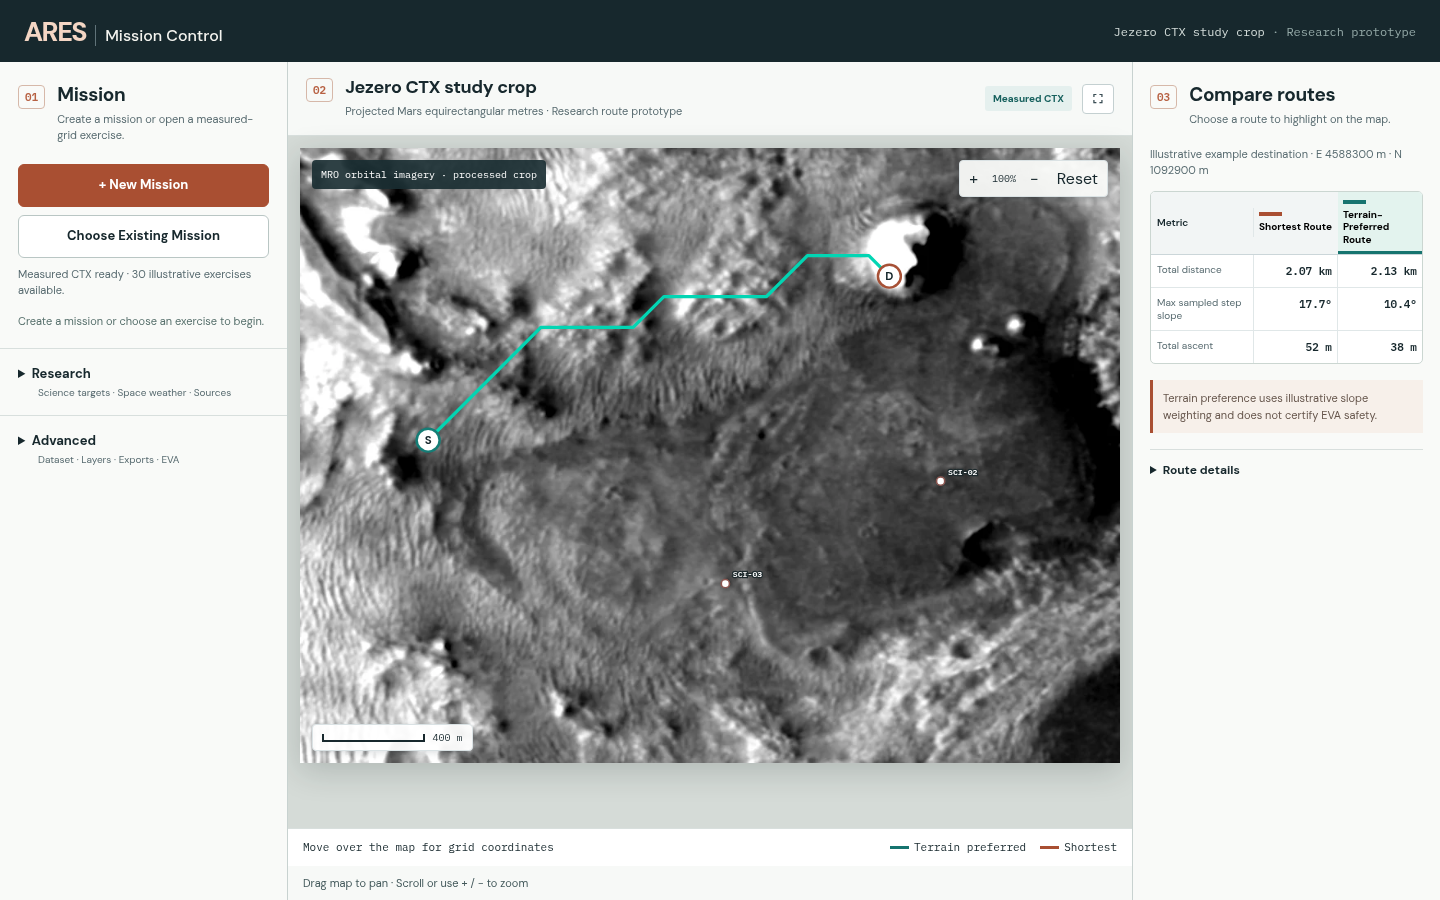 ARES | Mission Control
Jezero CTX study crop · Research prototype
01 Mission
Create a mission or open a measured-
grid exercise.
+ New Mission
Choose Existing Mission
Measured CTX ready · 30 illustrative exercises
available.
Create a mission or choose an exercise to begin.
▶ Research
Science targets · Space weather · Sources
▶ Advanced
Dataset · Layers · Exports · EVA
02 Jezero CTX study crop
Projected Mars equirectangular metres · Research route prototype
Measured CTX
MRO orbital imagery · processed crop
+ 100% − Reset
D
S
SCI-02
SCI-03
400 m
Move over the map for grid coordinates
Terrain preferred Shortest
Drag map to pan · Scroll or use + / − to zoom
03 Compare routes
Choose a route to highlight on the map.
Illustrative example destination · E 4588300 m · N
1092900 m
Metric Shortest Route Terrain-
Preferred
Route
Total distance 2.07 km 2.13 km
Max sampled step
slope 17.7° 10.4°
Total ascent 52 m 38 m
Terrain preference uses illustrative slope
weighting and does not certify EVA safety.
▶ Route details